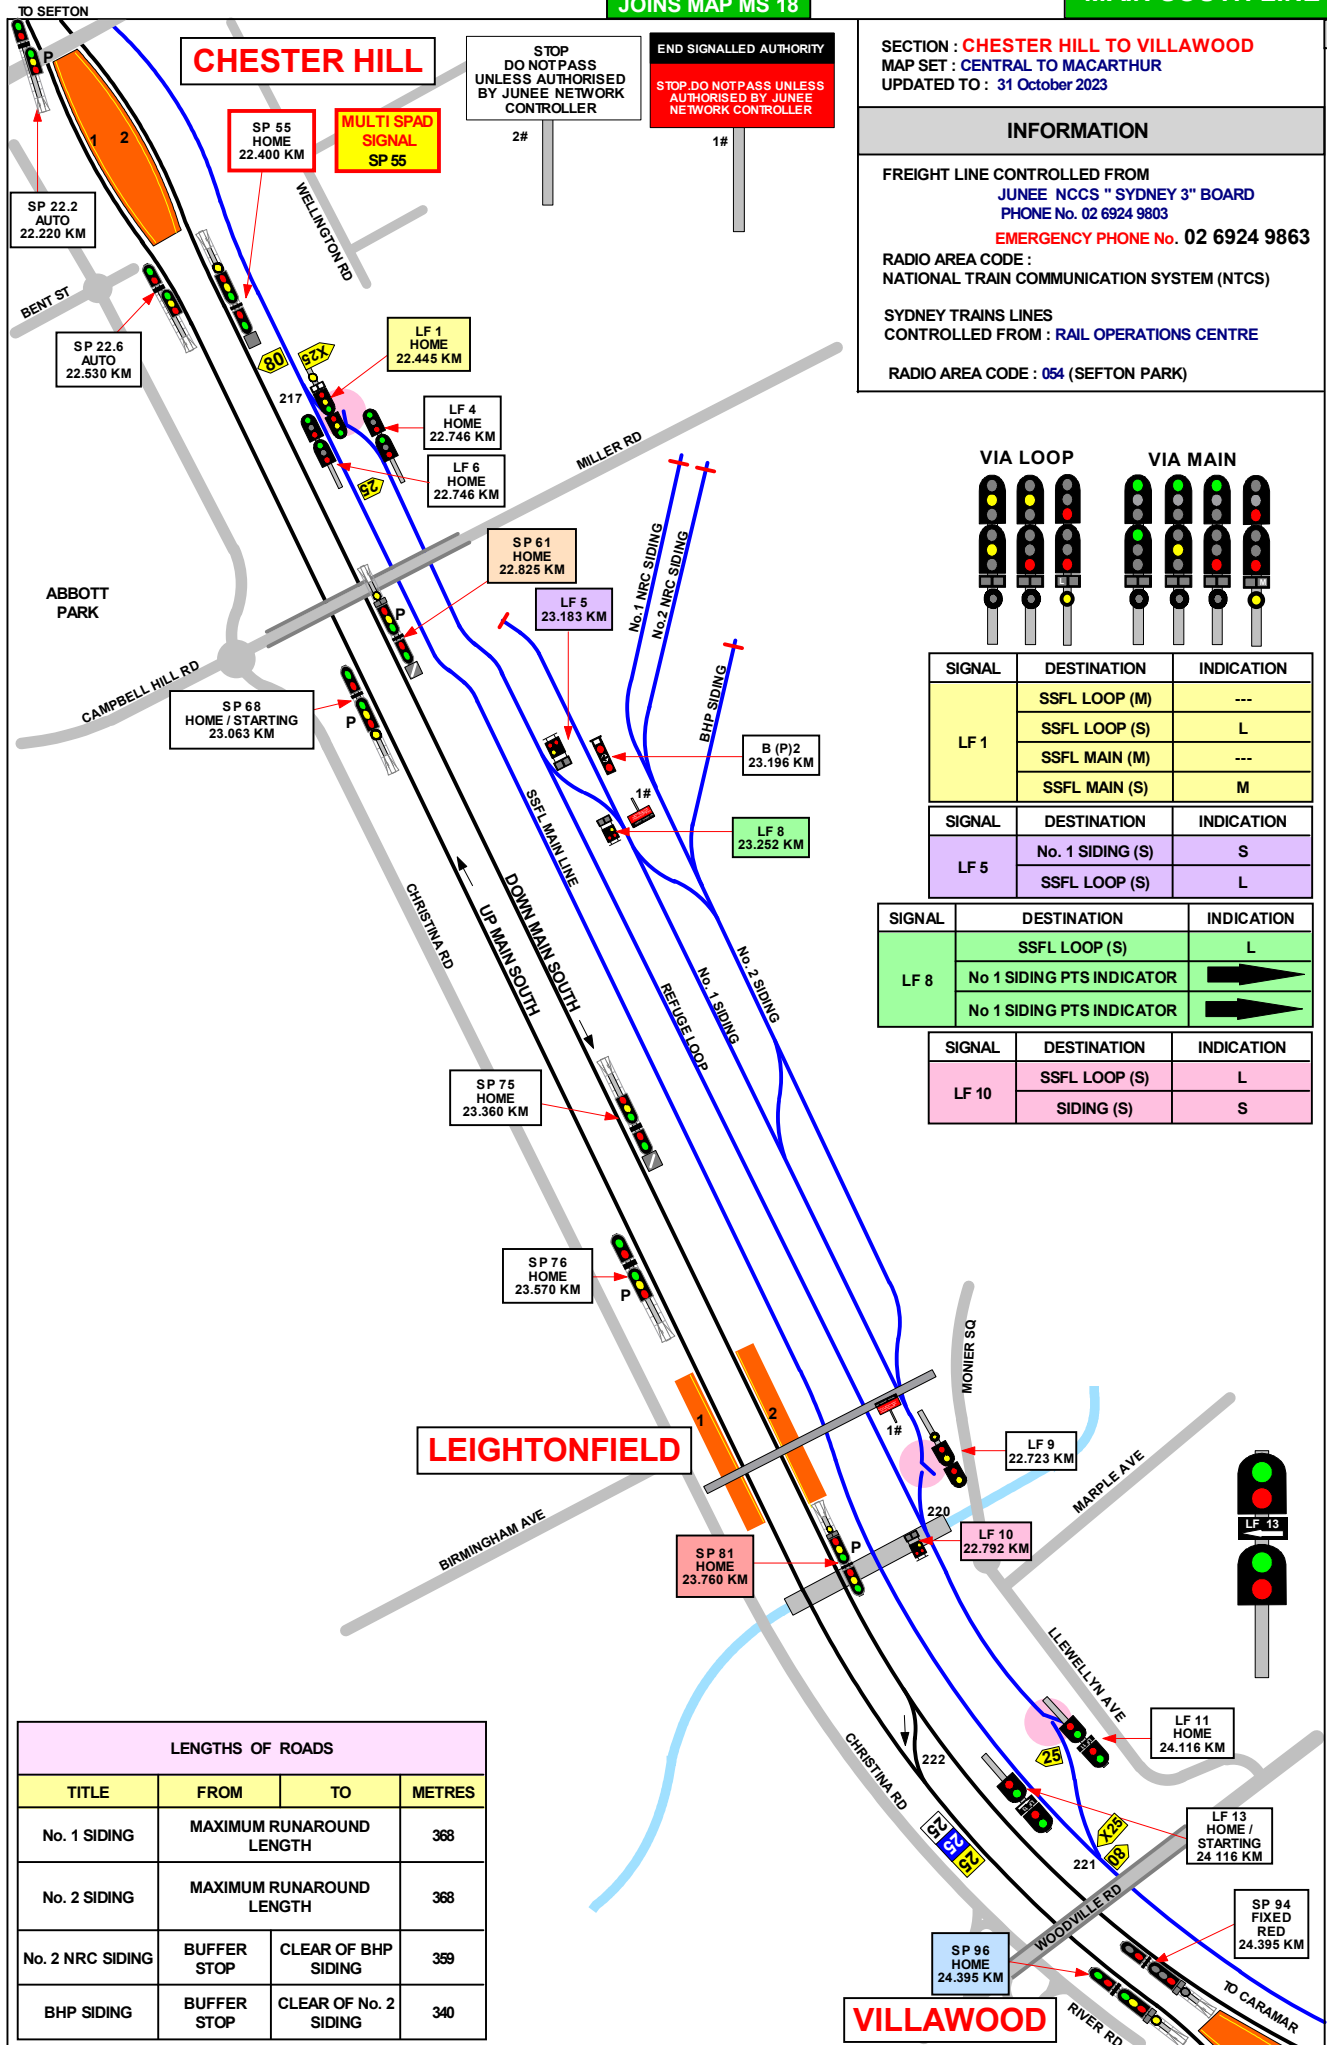 TO SEFTON
JOINS MAP MS 18
CHESTER HILL
STOP
DO NOT PASS
UNLESS AUTHORISED
BY JUNEE NETWORK
CONTROLLER
2#
END SIGNALLED AUTHORITY
STOP.DO NOT PASS UNLESS
AUTHORISED BY JUNEE
NETWORK CONTROLLER
1#
SECTION : CHESTER HILL TO VILLAWOOD
MAP SET : CENTRAL TO MACARTHUR
UPDATED TO : 31 October 2023
INFORMATION
FREIGHT LINE CONTROLLED FROM
JUNEE NCCS " SYDNEY 3" BOARD
PHONE No. 02 6924 9803
EMERGENCY PHONE No. 02 6924 9863
RADIO AREA CODE :
NATIONAL TRAIN COMMUNICATION SYSTEM (NTCS)
SYDNEY TRAINS LINES
CONTROLLED FROM : RAIL OPERATIONS CENTRE
RADIO AREA CODE : 054 (SEFTON PARK)
P
1
2
SP 55
HOME
22.400 KM
MULTI SPAD
SIGNAL
SP 55
SP 22.2
AUTO
22.220 KM
WELLINGTON RD
BENT ST
SP 22.6
AUTO
22.530 KM
08
X25
LF 1
HOME
22.445 KM
217
LF 4
HOME
22.746 KM
LF 6
HOME
22.746 KM
25
MILLER RD
SP 61
HOME
22.825 KM
ABBOTT
PARK
P
LF 5
23.183 KM
No.1 NRC SIDING
No.2 NRC SIDING
BHP SIDING
CAMPBELL HILL RD
SP 68
HOME / STARTING
23.063 KM
P
B (P)2
23.196 KM
1#
LF 8
23.252 KM
SSFL MAIN LINE
CHRISTINA RD
UP MAIN SOUTH
DOWN MAIN SOUTH
REFUGE LOOP
No. 1 SIDING
No. 2 SIDING
VIA LOOP
VIA MAIN
L
M
SIGNAL DESTINATION INDICATION
LF 1
SSFL LOOP (M) ---
SSFL LOOP (S) L
SSFL MAIN (M) ---
SSFL MAIN (S) M
SIGNAL DESTINATION INDICATION
LF 5
No. 1 SIDING (S) S
SSFL LOOP (S) L
SIGNAL DESTINATION INDICATION
LF 8
SSFL LOOP (S) L
No 1 SIDING PTS INDICATOR
No 1 SIDING PTS INDICATOR
SIGNAL DESTINATION INDICATION
LF 10
SSFL LOOP (S) L
SIDING (S) S
SP 75
HOME
23.360 KM
SP 76
HOME
23.570 KM
P
1
2
LEIGHTONFIELD
MONIER SQ
1#
LF 9
22.723 KM
MARPLE AVE
BIRMINGHAM AVE
220
LF 10
22.792 KM
SP 81
HOME
23.760 KM
P
LF 13
LLEWELLYN AVE
LF 11
HOME
24.116 KM
25
CHRISTINA RD
222
LF 13
HOME /
STARTING
24 116 KM
X25
08
221
25
25
25
WOODVILLE RD
SP 94
FIXED
RED
24.395 KM
SP 96
HOME
24.395 KM
VILLAWOOD
RIVER RD
TO CARAMAR
LENGTHS OF ROADS
TITLE FROM TO METRES
No. 1 SIDING MAXIMUM RUNAROUND LENGTH 368
No. 2 SIDING MAXIMUM RUNAROUND LENGTH 368
No. 2 NRC SIDING BUFFER STOP CLEAR OF BHP SIDING 359
BHP SIDING BUFFER STOP CLEAR OF No. 2 SIDING 340